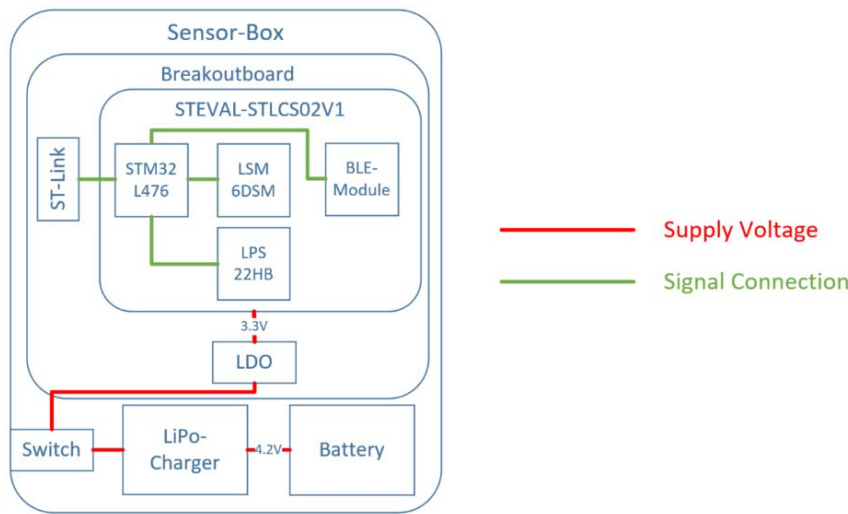 Sensor-Box
Breakoutboard
STEVAL-STLCS02V1
ST-Link
STM32
L476
LSM
6DSM
BLE-
Module
LPS
22HB
3.3V
LDO
Switch
LiPo-
Charger
4.2V
Battery
Supply Voltage
Signal Connection